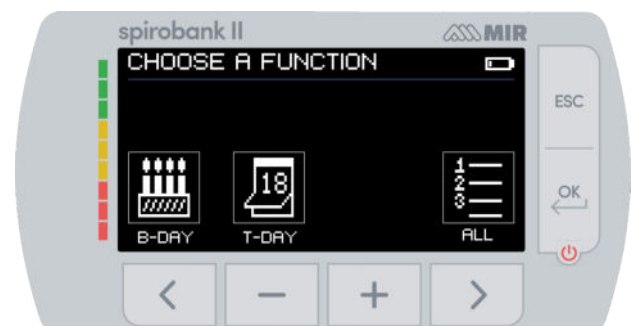 spirobank II
MIR
CHOOSE A FUNCTION
ESC
18
1
2
3
OK
B-DAY
T-DAY
ALL